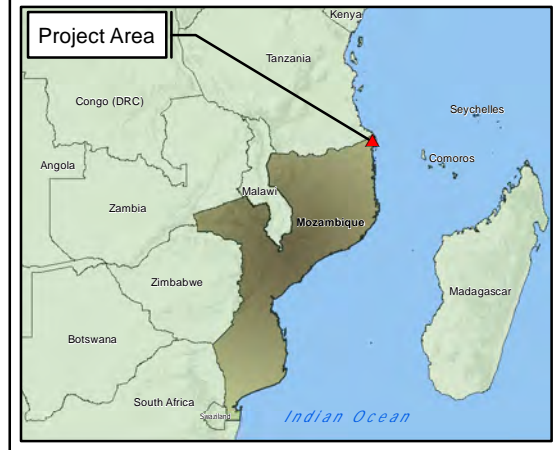 Kenya
Project Area
Tanzania
Congo (DRC)
Seychelles
Angola
Comoros
Malawi
Zambia
Mozambique
Zimbabwe
Madagascar
Botswana
South Africa
Swaziland
Indian Ocean